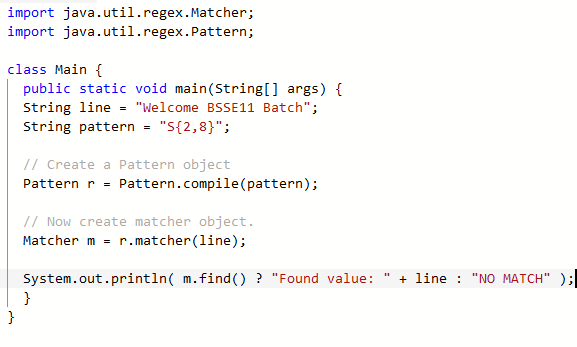 import java.util.regex.Matcher;
import java.util.regex.Pattern;
class Main {
public static void main(String[] args) {
String line = "Welcome BSSE11 Batch";
String pattern = "S{2,8}";
// Create a Pattern object
Pattern r = Pattern.compile(pattern);
// Now create matcher object.
Matcher m = r.matcher(line);
System.out.println( m.find() ? "Found value: " + line : "NO MATCH" );
}
}